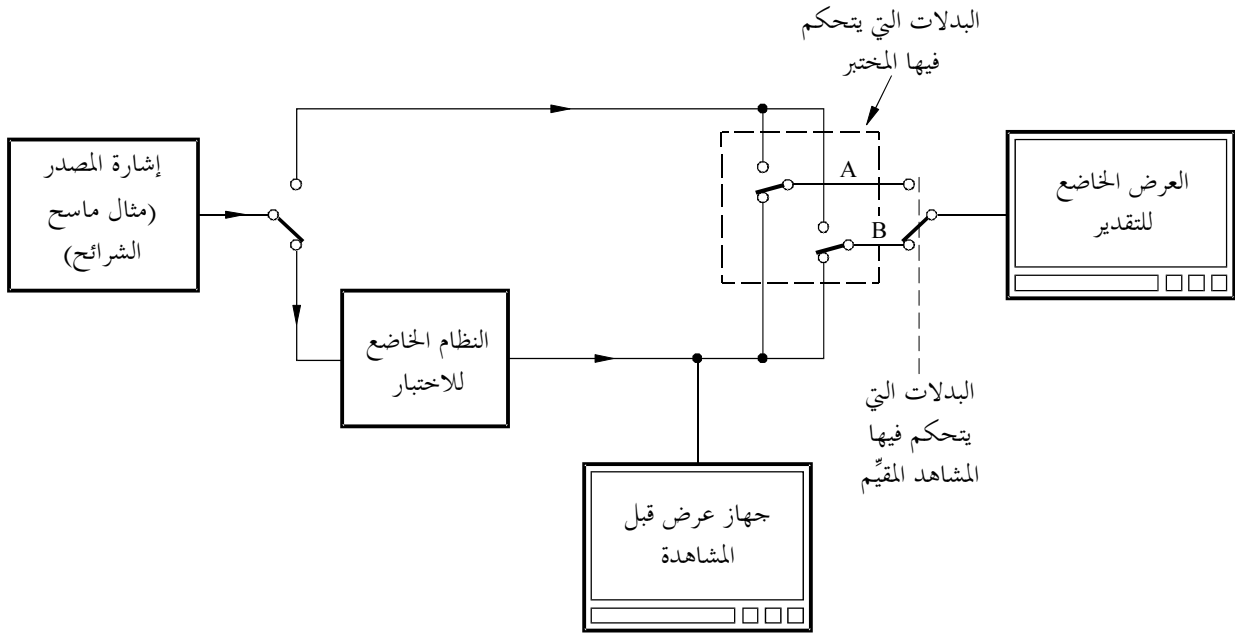 البدلات التي يتحكم
فيها المختبر
إشارة المصدر
(مثال ماسح
الشرائح)
A
B
العرض الخاضع
للتقدير
النظام الخاضع
للاختبار
البدلات التي
يتحكم فيها
المشاهد المقيِّم
جهاز عرض قبل
المشاهدة